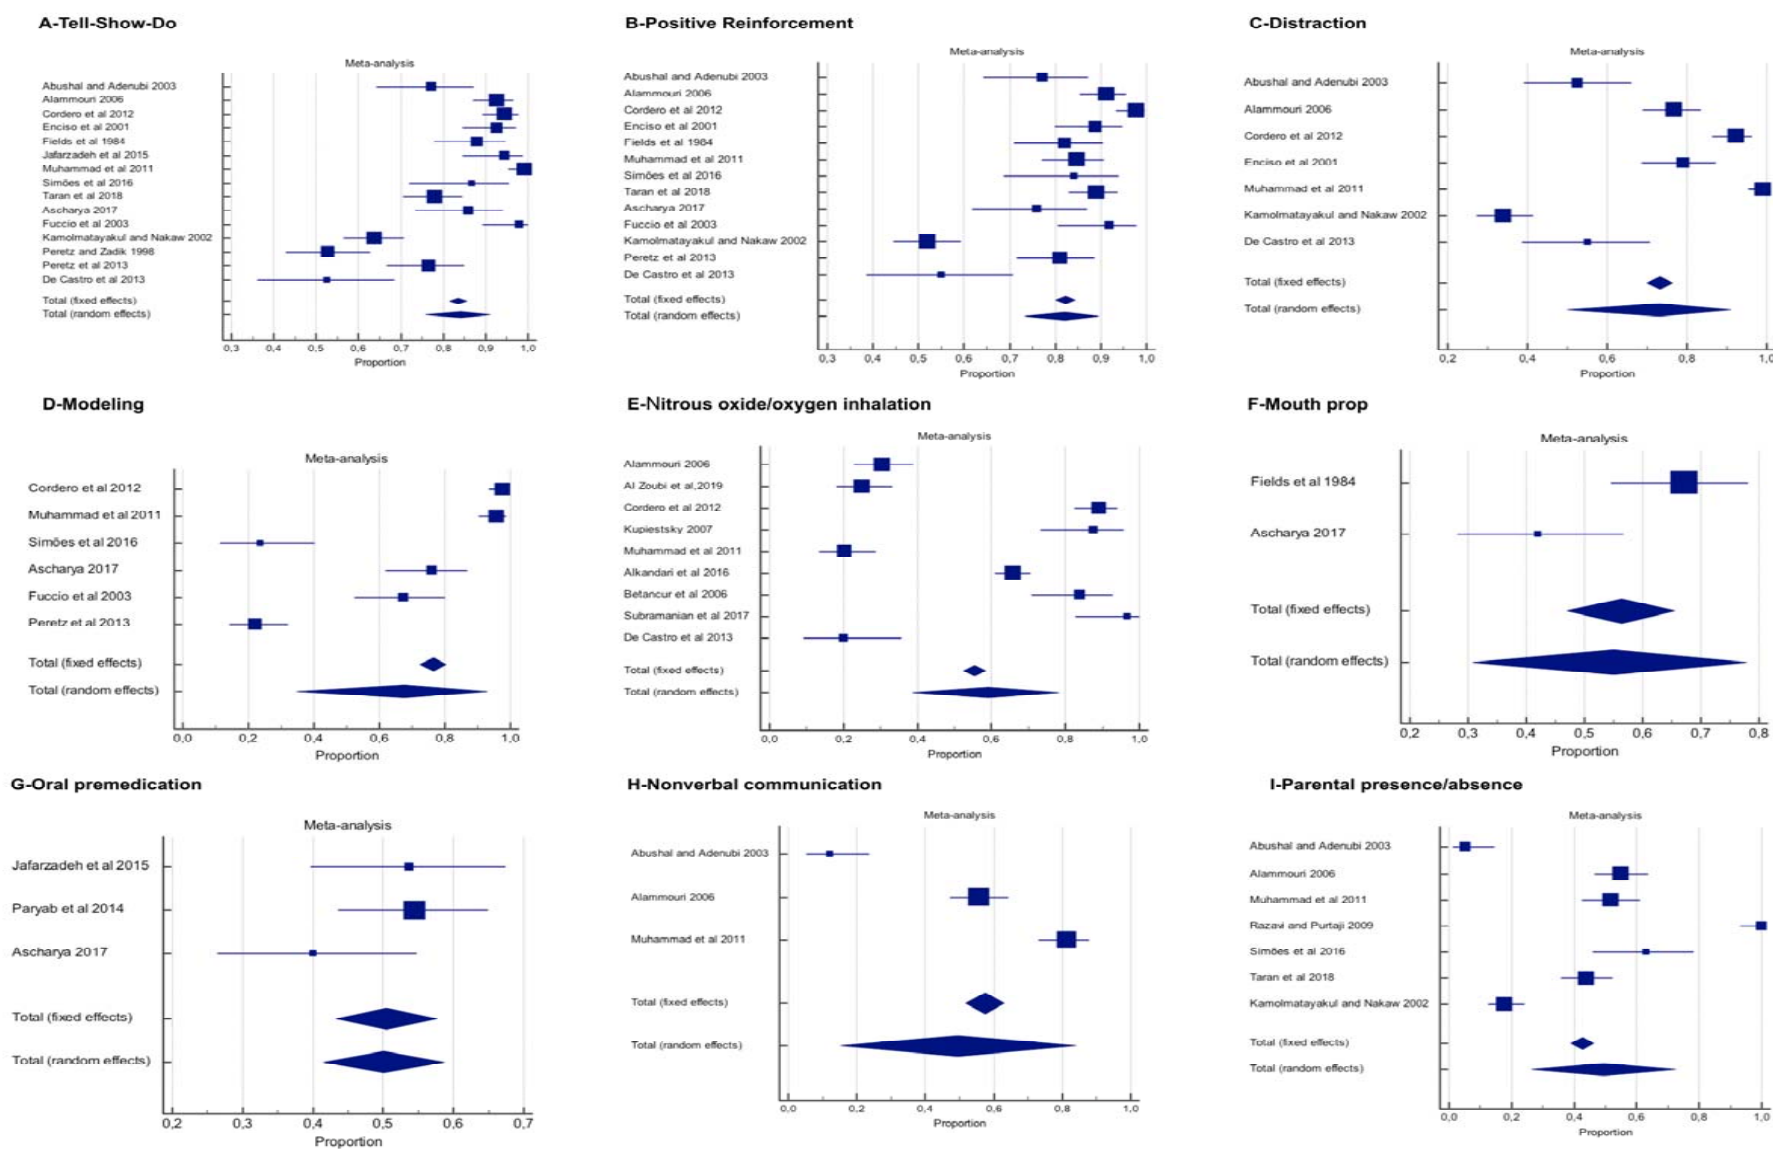 A-Tell-Show-Do
Meta-analysis
Abushal and Adenubi 2003
Alammouri 2006
Cordero et al 2012
Enciso et al 2001
Fields et al 1984
Jafarzadeh et al 2015
Muhammad et al 2011
Simões et al 2016
Taran et al 2018
Ascharya 2017
Fuccio et al 2003
Kamolmatayakul and Nakaw 2002
Peretz and Zadik 1998
Peretz et al 2013
De Castro et al 2013
Total (fixed effects)
Total (random effects)
0,3 0,4 0,5 0,6 0,7 0,8 0,9 1,0
Proportion
B-Positive Reinforcement
Meta-analysis
Abushal and Adenubi 2003
Alammouri 2006
Cordero et al 2012
Enciso et al 2001
Fields et al 1984
Muhammad et al 2011
Simões et al 2016
Taran et al 2018
Ascharya 2017
Fuccio et al 2003
Kamolmatayakul and Nakaw 2002
Peretz et al 2013
De Castro et al 2013
Total (fixed effects)
Total (random effects)
0,3 0,4 0,5 0,6 0,7 0,8 0,9 1,0
Proportion
C-Distraction
Meta-analysis
Abushal and Adenubi 2003
Alammouri 2006
Cordero et al 2012
Enciso et al 2001
Muhammad et al 2011
Kamolmatayakul and Nakaw 2002
De Castro et al 2013
Total (fixed effects)
Total (random effects)
0,2 0,4 0,6 0,8 1,0
Proportion
D-Modeling
Meta-analysis
Cordero et al 2012
Muhammad et al 2011
Simões et al 2016
Ascharya 2017
Fuccio et al 2003
Peretz et al 2013
Total (fixed effects)
Total (random effects)
0,0 0,2 0,4 0,6 0,8 1,0
Proportion
E-Nitrous oxide/oxygen inhalation
Meta-analysis
Alammouri 2006
Al Zoubi et al,2019
Cordero et al 2012
Kupiestsky 2007
Muhammad et al 2011
Alkandari et al 2016
Betancur et al 2006
Subramanian et al 2017
De Castro et al 2013
Total (fixed effects)
Total (random effects)
0,0 0,2 0,4 0,6 0,8 1,0
Proportion
F-Mouth prop
Meta-analysis
Fields et al 1984
Ascharya 2017
Total (fixed effects)
Total (random effects)
0,2 0,3 0,4 0,5 0,6 0,7 0,8
Proportion
G-Oral premedication
Meta-analysis
Jafarzadeh et al 2015
Paryab et al 2014
Ascharya 2017
Total (fixed effects)
Total (random effects)
0,2 0,3 0,4 0,5 0,6 0,7
Proportion
H-Nonverbal communication
Meta-analysis
Abushal and Adenubi 2003
Alammouri 2006
Muhammad et al 2011
Total (fixed effects)
Total (random effects)
0,0 0,2 0,4 0,6 0,8 1,0
Proportion
I-Parental presence/absence
Meta-analysis
Abushal and Adenubi 2003
Alammouri 2006
Muhammad et al 2011
Razavi and Purtaji 2009
Simões et al 2016
Taran et al 2018
Kamolmatayakul and Nakaw 2002
Total (fixed effects)
Total (random effects)
0,0 0,2 0,4 0,6 0,8 1,0
Proportion